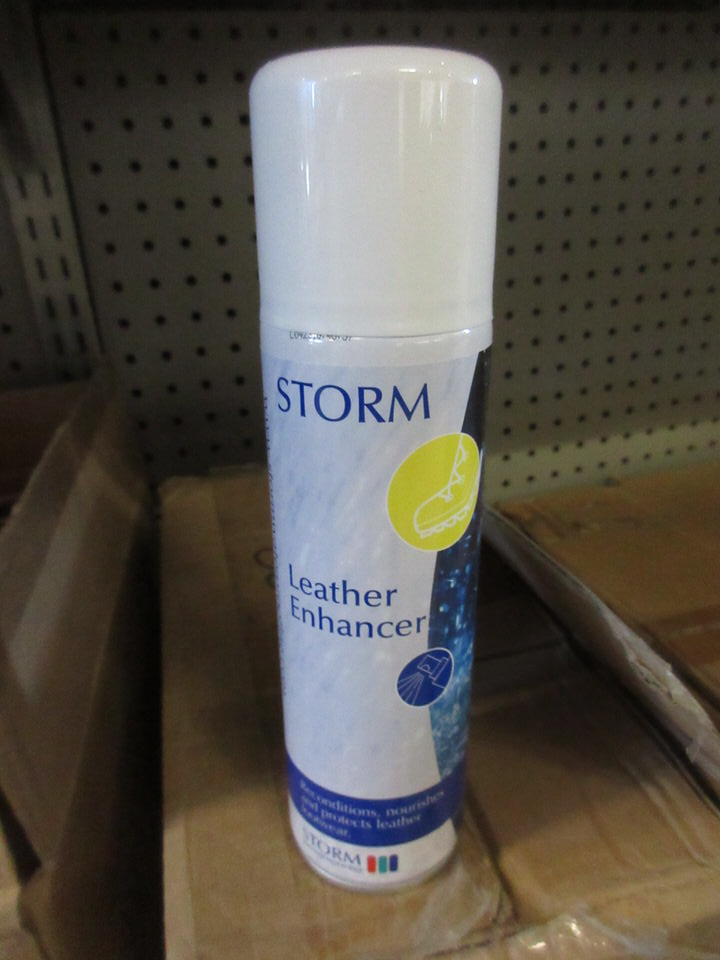 STORM
Leather
Enhancer
Reconditions, nourishes
and protects leather
footwear.
STORM